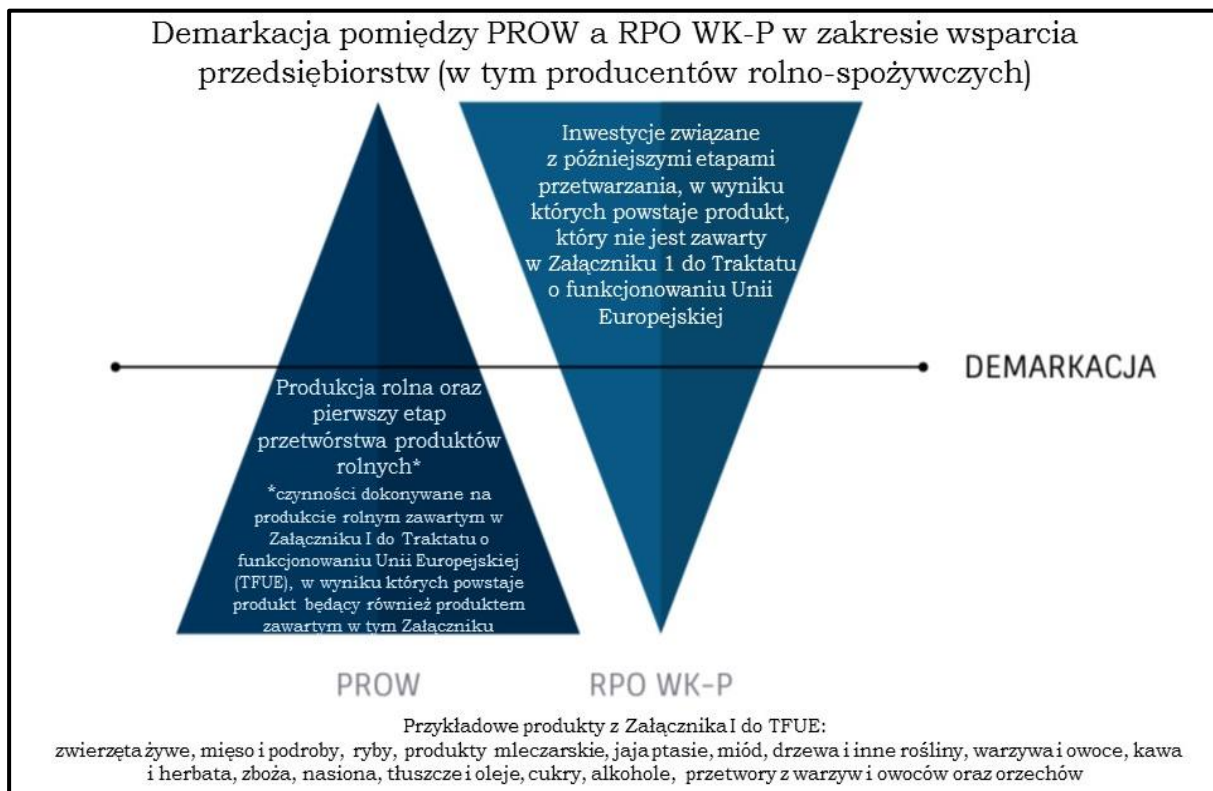 Demarkacja pomiędzy PROW a RPO WK-P w zakresie wsparcia
przedsiębiorstw (w tym producentów rolno-spożywczych)
Inwestycje związane
z późniejszymi etapami
przetwarzania, w wyniku
których powstaje produkt,
który nie jest zawarty
w Załączniku 1 do Traktatu
o funkcjonowaniu Unii
Europejskiej
DEMARKACJA
Produkcja rolna oraz
pierwszy etap
przetwórstwa produktów
rolnych*
*czynności dokonywane na
produkcie rolnym zawartym w
Załączniku I do Traktatu o
funkcjonowaniu Unii Europejskiej
(TFUE), w wyniku których powstaje
produkt będący również produktem
zawartym w tym Załączniku
PROW
RPO WK-P
Przykładowe produkty z Załącznika I do TFUE:
zwierzęta żywe, mięso i podroby, ryby, produkty mleczarskie, jaja ptasie, miód, drzewa i inne rośliny, warzywa i owoce, kawa
i herbata, zboża, nasiona, tłuszcze i oleje, cukry, alkohole, przetwory z warzyw i owoców oraz orzechów